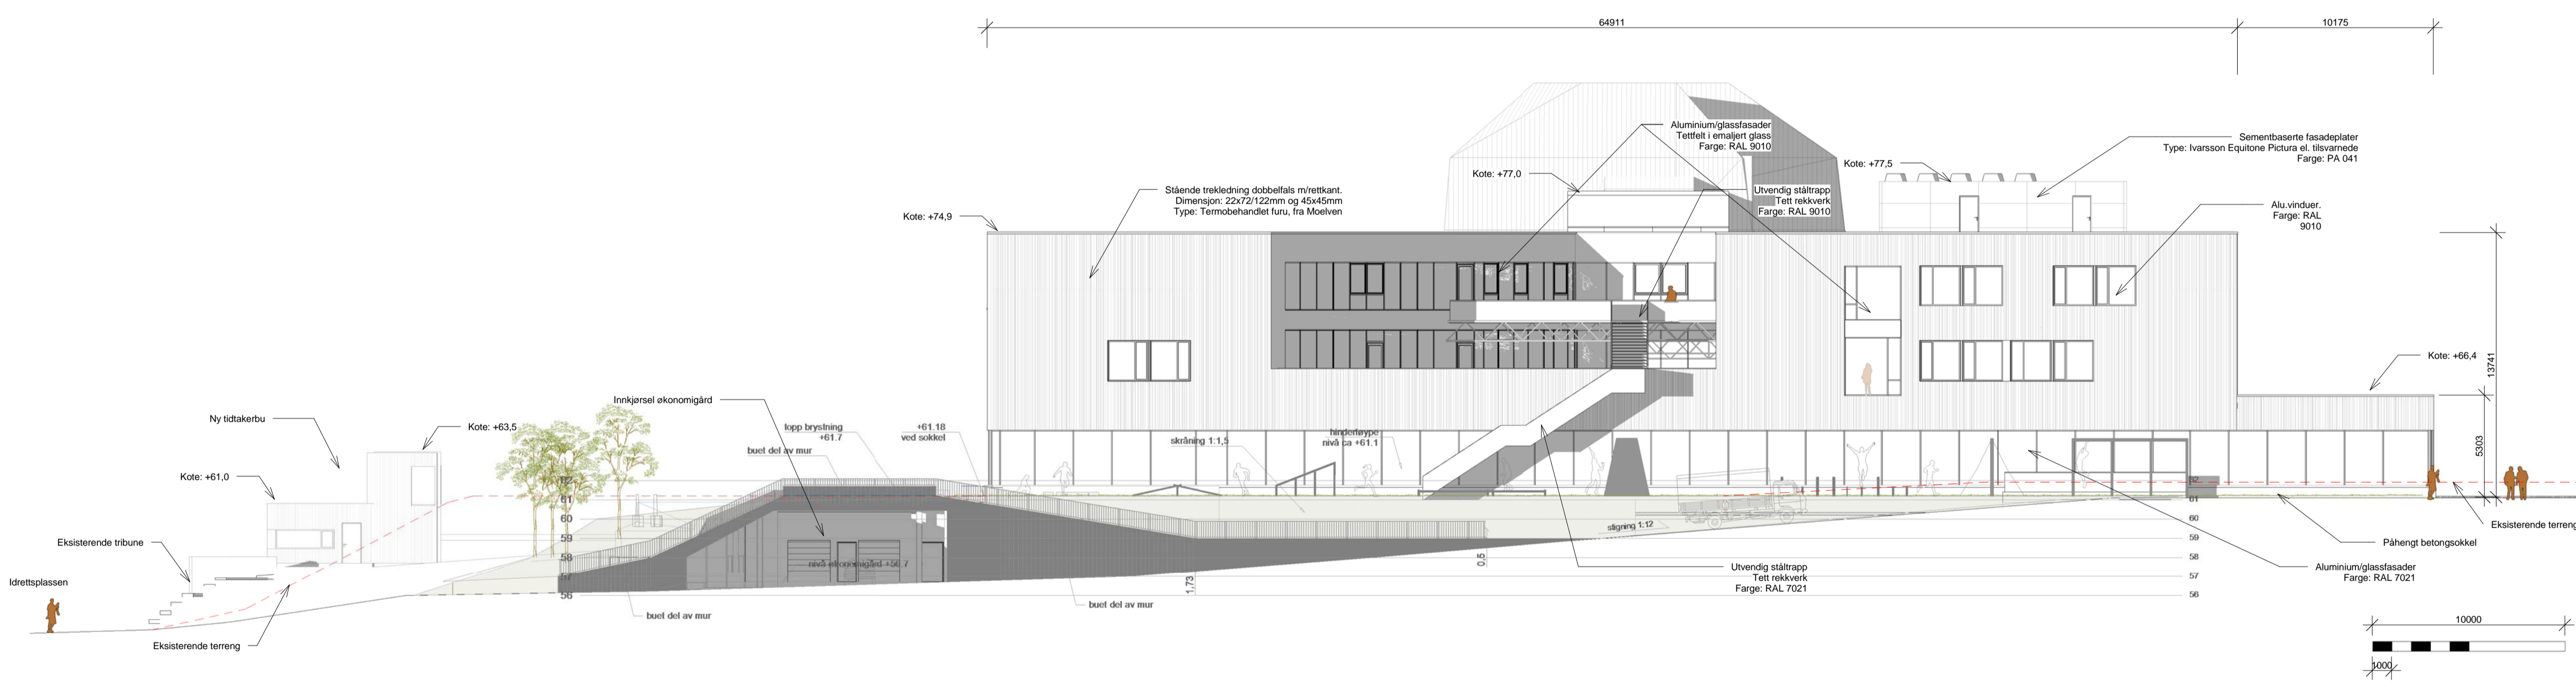 64911
10175
Aluminium/glassfasader
Tettfelt i emaljert glass
Farge: RAL 9010
Sementbaserte fasadeplater
Type: Ivarsson Equitone Pictura el. tilsvarnede
Farge: PA 041
Kote: +77,5
Kote: +77,0
Stående trekledning dobbelfals m/rettkant.
Dimensjon: 22x72/122mm og 45x45mm
Type: Termobehandlet furu, fra Moelven
Utvendig ståltrapp
Tett rekkverk
Farge: RAL 9010
Alu.vinduer.
Farge: RAL
9010
Kote: +74,9
Kote: +66,4
13741
5303
Innkjørsel økonomigård
Ny tidtakerbu
Kote: +63,5
topp brystning
+61.7
+61.18
ved sokkel
buet del av mur
skråning 1:1,5
hinderløype
nivå ca +61.1
Kote: +61,0
62
61
60
59
58
57
56
61
60
59
58
57
56
stigning 1:12
Eksisterende terreng
Eksisterende tribune
Påhengt betongsokkel
nivå økonomigård +56.7
0,5
1,73
Idrettsplassen
Utvendig ståltrapp
Tett rekkverk
Farge: RAL 7021
Aluminium/glassfasader
Farge: RAL 7021
buet del av mur
buet del av mur
Eksisterende terreng
10000
1000